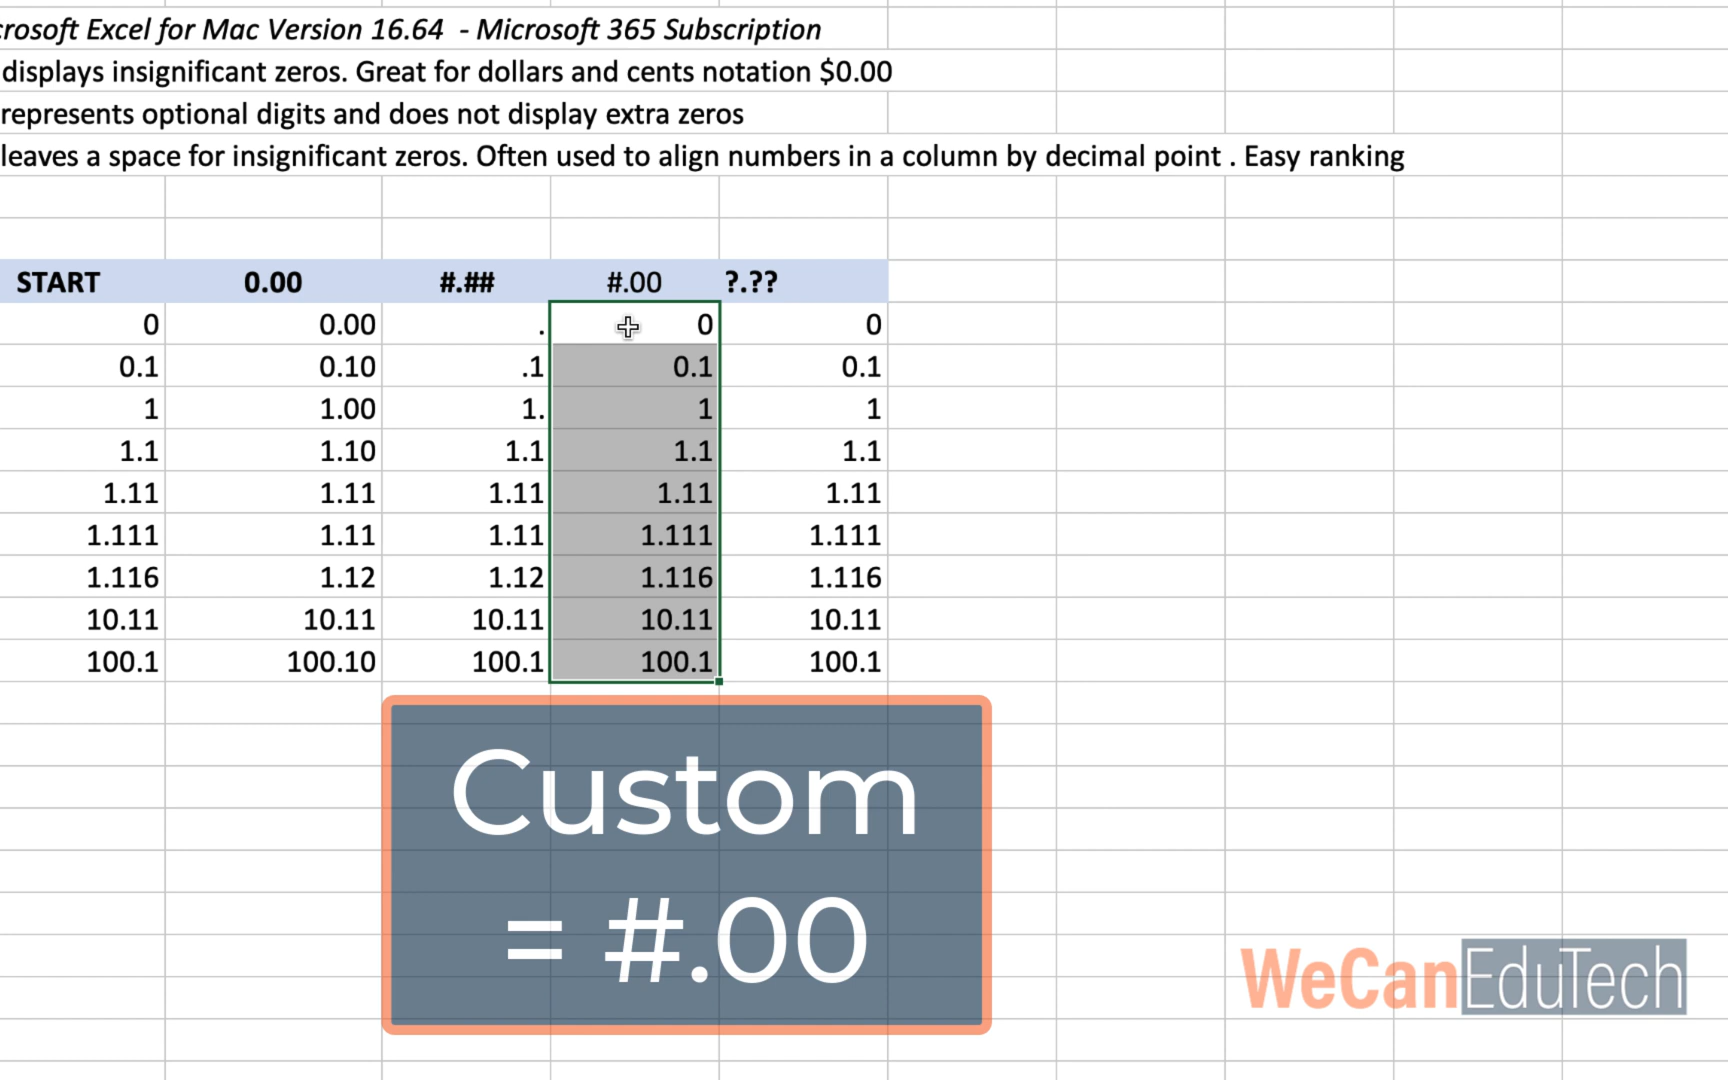 crosoft Excel for Mac Version 16.64 - Microsoft 365 Subscription
displays insignificant zeros. Great for dollars and cents notation $0.00
represents optional digits and does not display extra zeros
leaves a space for insignificant zeros. Often used to align numbers in a column by decimal point . Easy ranking
START 0.00 #.## #.00 ?.??
0 0.00 . 0 0
0.1 0.10 .1 0.1 0.1
1 1.00 1. 1 1
1.1 1.10 1.1 1.1 1.1
1.11 1.11 1.11 1.11 1.11
1.111 1.11 1.11 1.111 1.111
1.116 1.12 1.12 1.116 1.116
10.11 10.11 10.11 10.11 10.11
100.1 100.10 100.1 100.1 100.1
Custom
= #.00
WeCanEduTech